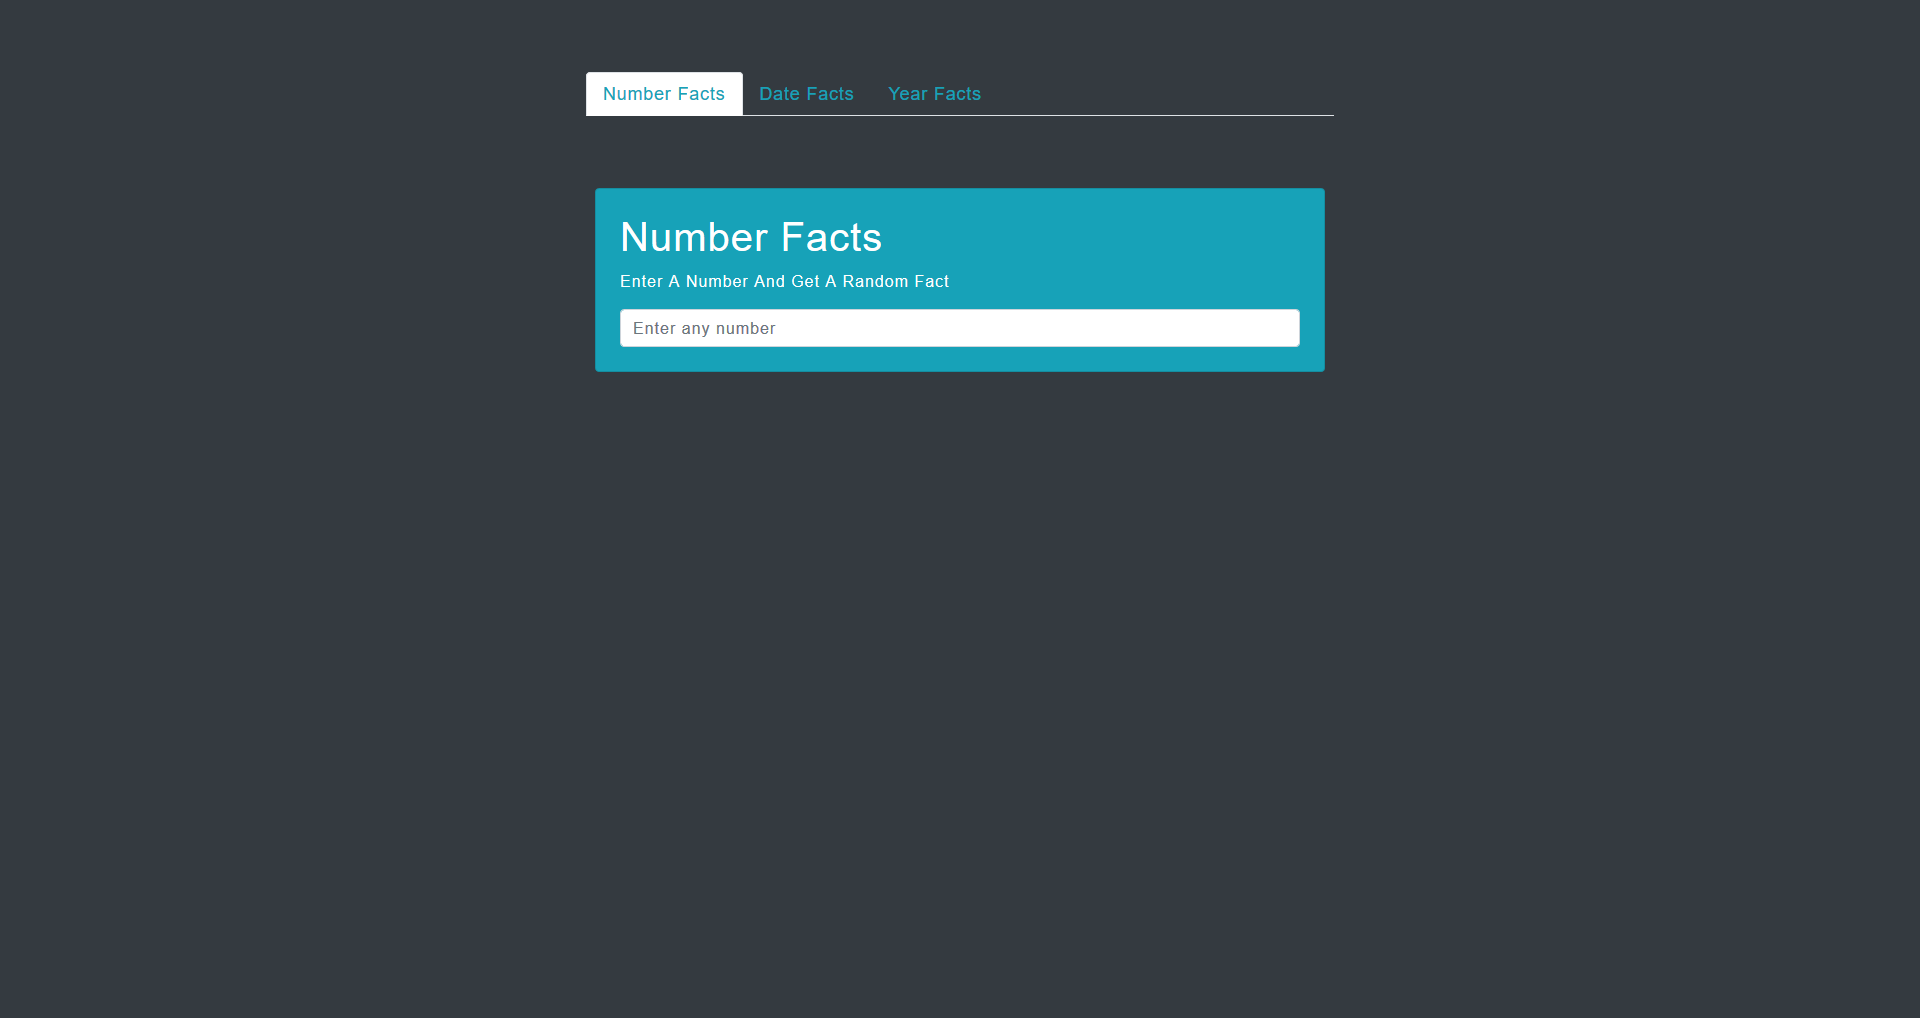 Number Facts Date Facts Year Facts
Number Facts
Enter A Number And Get A Random Fact
Enter any number